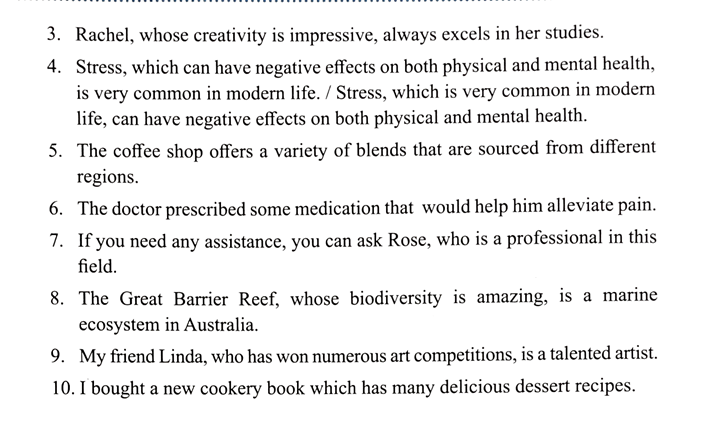 3. Rachel, whose creativity is impressive, always excels in her studies.
4. Stress, which can have negative effects on both physical and mental health,
is very common in modern life. / Stress, which is very common in modern
life, can have negative effects on both physical and mental health.
5. The coffee shop offers a variety of blends that are sourced from different
regions.
6. The doctor prescribed some medication that would help him alleviate pain.
7. If you need any assistance, you can ask Rose, who is a professional in this
field.
8. The Great Barrier Reef, whose biodiversity is amazing, is a marine
ecosystem in Australia.
9. My friend Linda, who has won numerous art competitions, is a talented artist.
10. I bought a new cookery book which has many delicious dessert recipes.